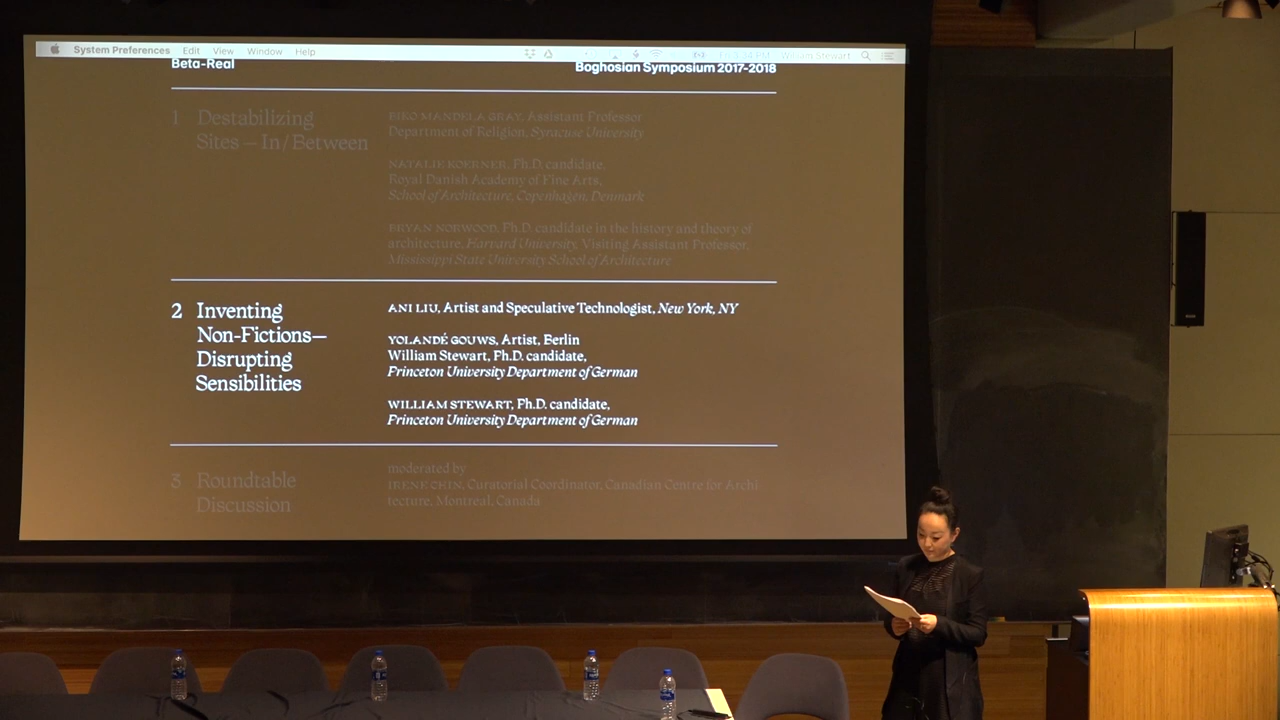 System Preferences Edit View Window Help
William Stewart
Beta-Real
Boghosian Symposium 2017-2018
1 Destabilizing
Sites – In / Between
BIKO MANDELA GRAY, Assistant Professor
Department of Religion, Syracuse University
NATALIE KOERNER, Ph.D. candidate,
Royal Danish Academy of Fine Arts,
School of Architecture, Copenhagen, Denmark
BRYAN NORWOOD, Ph.D. candidate in the history and theory of
architecture, Harvard University, Visiting Assistant Professor,
Mississippi State University School of Architecture
2 Inventing
Non-Fictions—
Disrupting
Sensibilities
ANI LIU, Artist and Speculative Technologist, New York, NY
YOLANDÉ GOUWS, Artist, Berlin
William Stewart, Ph.D. candidate,
Princeton University Department of German
WILLIAM STEWART, Ph.D. candidate,
Princeton University Department of German
3 Roundtable
Discussion
moderated by
IRENE CHIN, Curatorial Coordinator, Canadian Centre for Archi-
tecture, Montreal, Canada